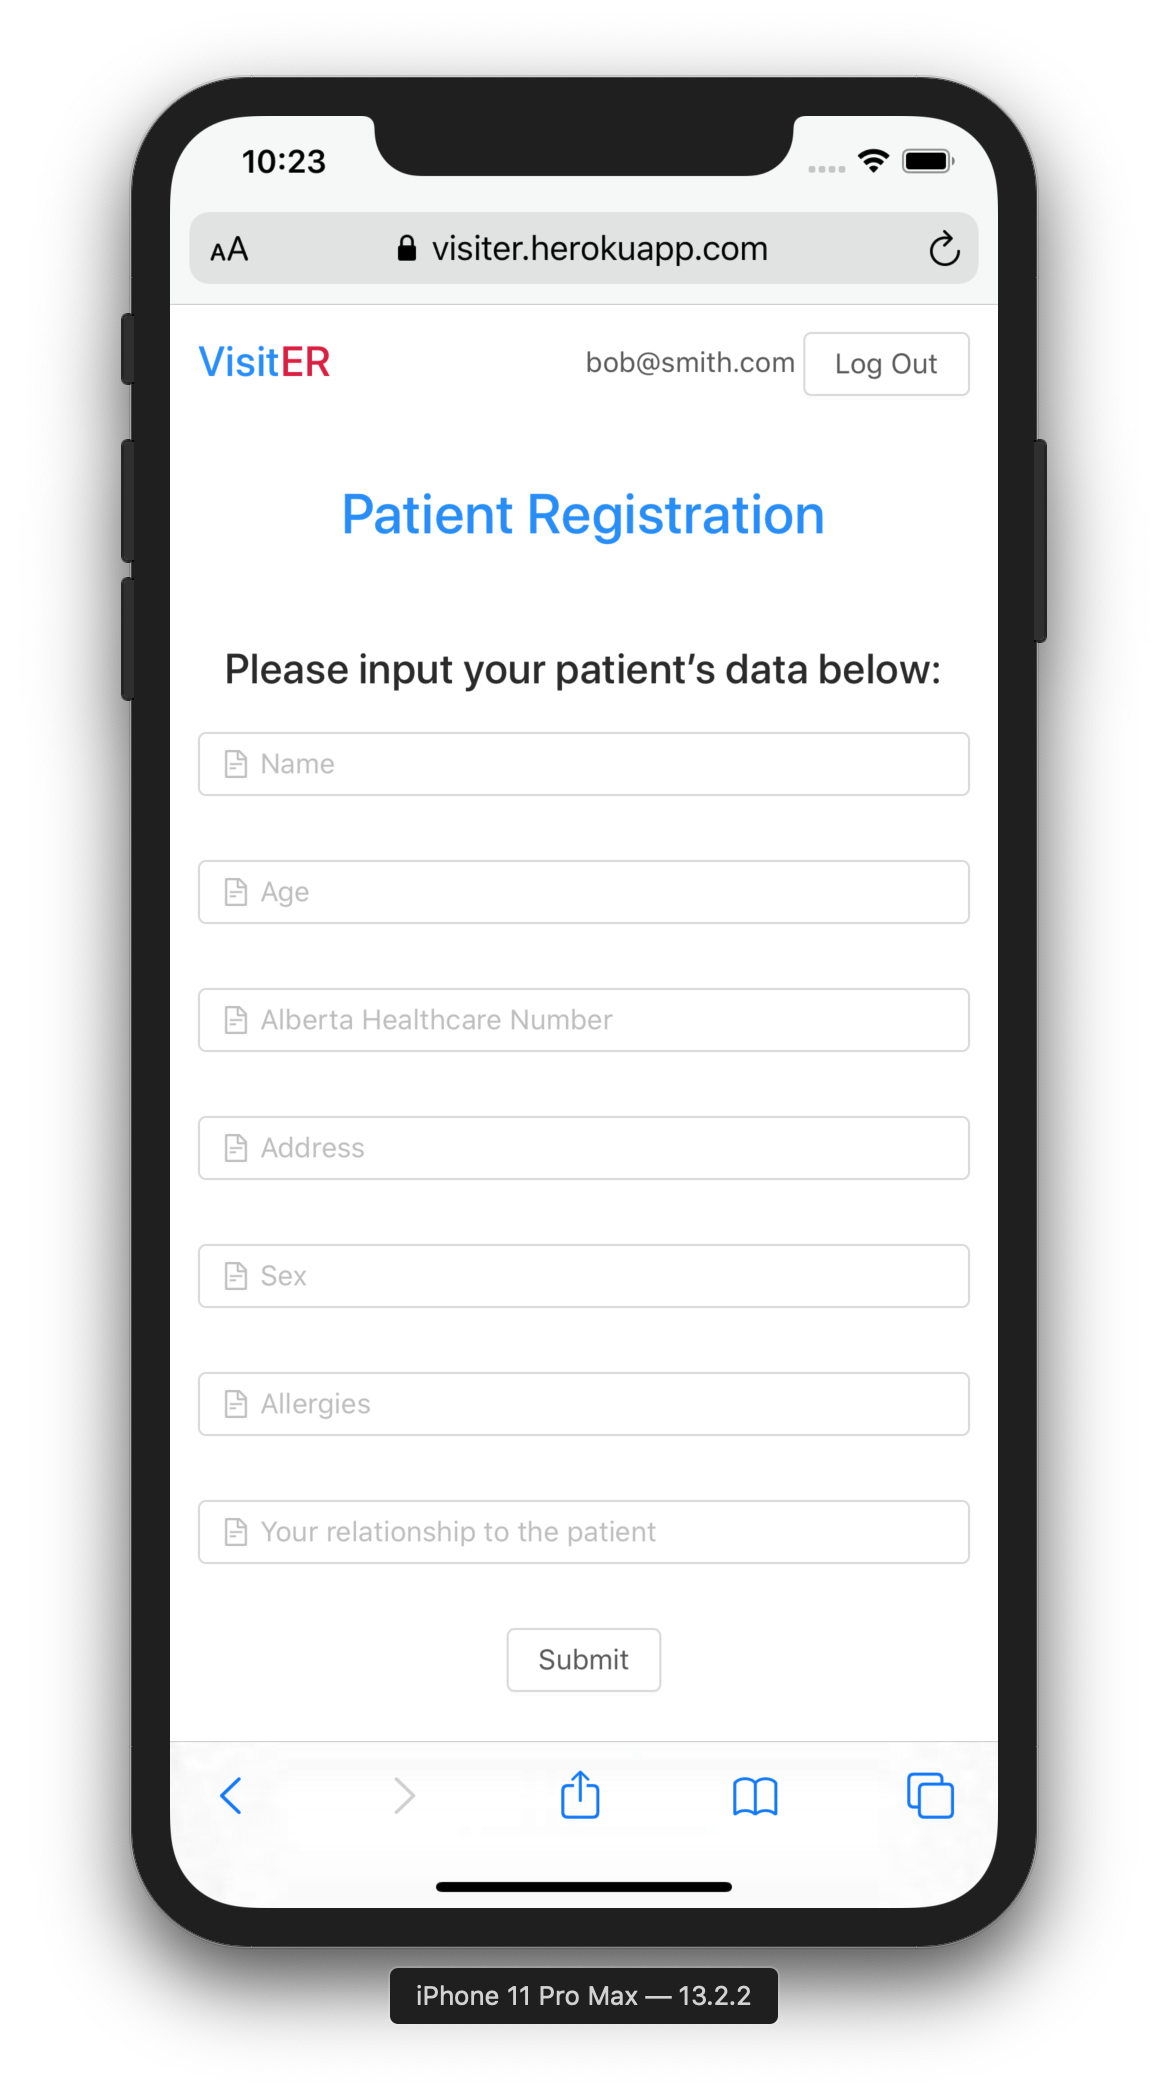 10:23
AA visiter.herokuapp.com
VisitER bob@smith.com Log Out
Patient Registration
Please input your patient’s data below:
Name
Age
Alberta Healthcare Number
Address
Sex
Allergies
Your relationship to the patient
Submit
iPhone 11 Pro Max — 13.2.2